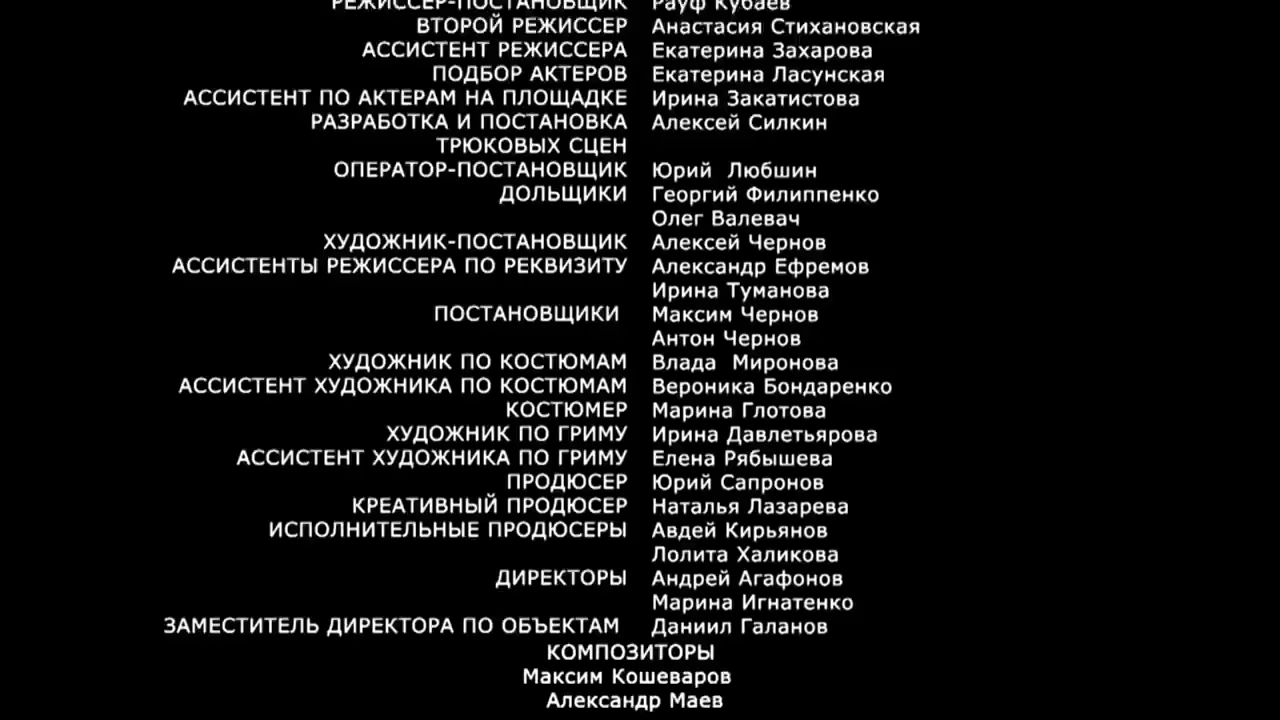 РЕЖИССЕР-ПОСТАНОВЩИК Рауф Кубаев
ВТОРОЙ РЕЖИССЕР Анастасия Стихановская
АССИСТЕНТ РЕЖИССЕРА Екатерина Захарова
ПОДБОР АКТЕРОВ Екатерина Ласунская
АССИСТЕНТ ПО АКТЕРАМ НА ПЛОЩАДКЕ Ирина Закатистова
РАЗРАБОТКА И ПОСТАНОВКА Алексей Силкин
ТРЮКОВЫХ СЦЕН
ОПЕРАТОР-ПОСТАНОВЩИК Юрий Любшин
ДОЛЬЩИКИ Георгий Филиппенко
Олег Валевач
ХУДОЖНИК-ПОСТАНОВЩИК Алексей Чернов
АССИСТЕНТЫ РЕЖИССЕРА ПО РЕКВИЗИТУ Александр Ефремов
Ирина Туманова
ПОСТАНОВЩИКИ Максим Чернов
Антон Чернов
ХУДОЖНИК ПО КОСТЮМАМ Влада Миронова
АССИСТЕНТ ХУДОЖНИКА ПО КОСТЮМАМ Вероника Бондаренко
КОСТЮМЕР Марина Глотова
ХУДОЖНИК ПО ГРИМУ Ирина Давлетьярова
АССИСТЕНТ ХУДОЖНИКА ПО ГРИМУ Елена Рябышева
ПРОДЮСЕР Юрий Сапронов
КРЕАТИВНЫЙ ПРОДЮСЕР Наталья Лазарева
ИСПОЛНИТЕЛЬНЫЕ ПРОДЮСЕРЫ Авдей Кирьянов
Лолита Халикова
ДИРЕКТОРЫ Андрей Агафонов
Марина Игнатенко
ЗАМЕСТИТЕЛЬ ДИРЕКТОРА ПО ОБЪЕКТАМ Даниил Галанов
КОМПОЗИТОРЫ
Максим Кошеваров
Александр Маев